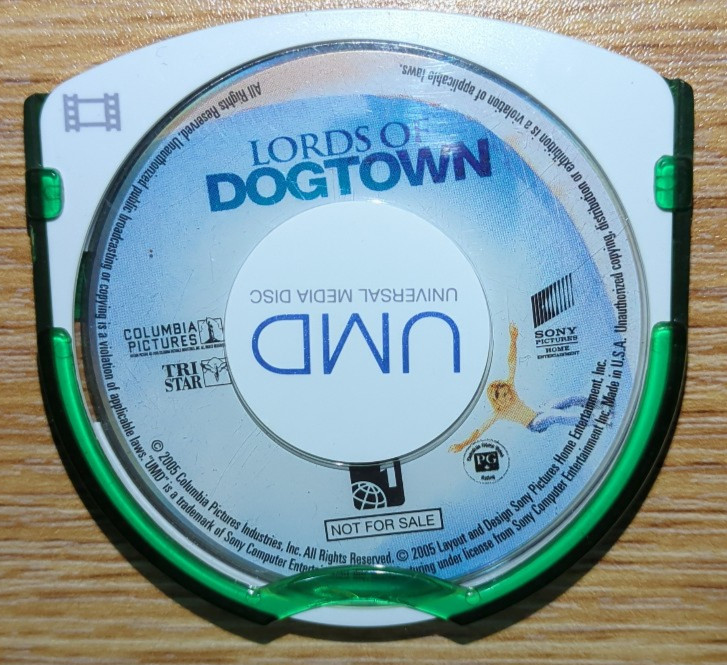 LORDS OF
DOGTOWN
UMD
UNIVERSAL MEDIA DISC
COLUMBIA
PICTURES
TRI
STAR
SONY
PICTURES
HOME
ENTERTAINMENT
PG
Rating
1
NOT FOR SALE
© 2005 Columbia Pictures Industries, Inc. All Rights Reserved. © 2005 Layout and Design Sony Pictures Home Entertainment, Inc. Made in U.S.A. Unauthorized copying, distribution or exhibition is a violation of applicable laws.
All Rights Reserved. Unauthorized public broadcasting or copying is a violation of applicable laws. "UMD" is a trademark of Sony Computer under license from Sony Computer Entertainment Inc.